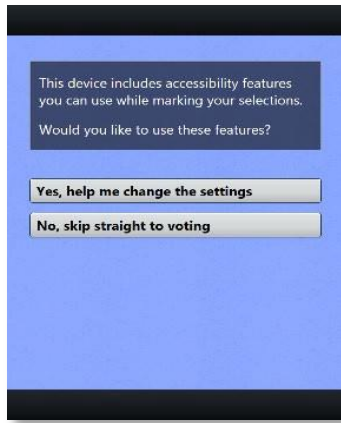 This device includes accessibility features
you can use while marking your selections.
Would you like to use these features?
Yes, help me change the settings
No, skip straight to voting